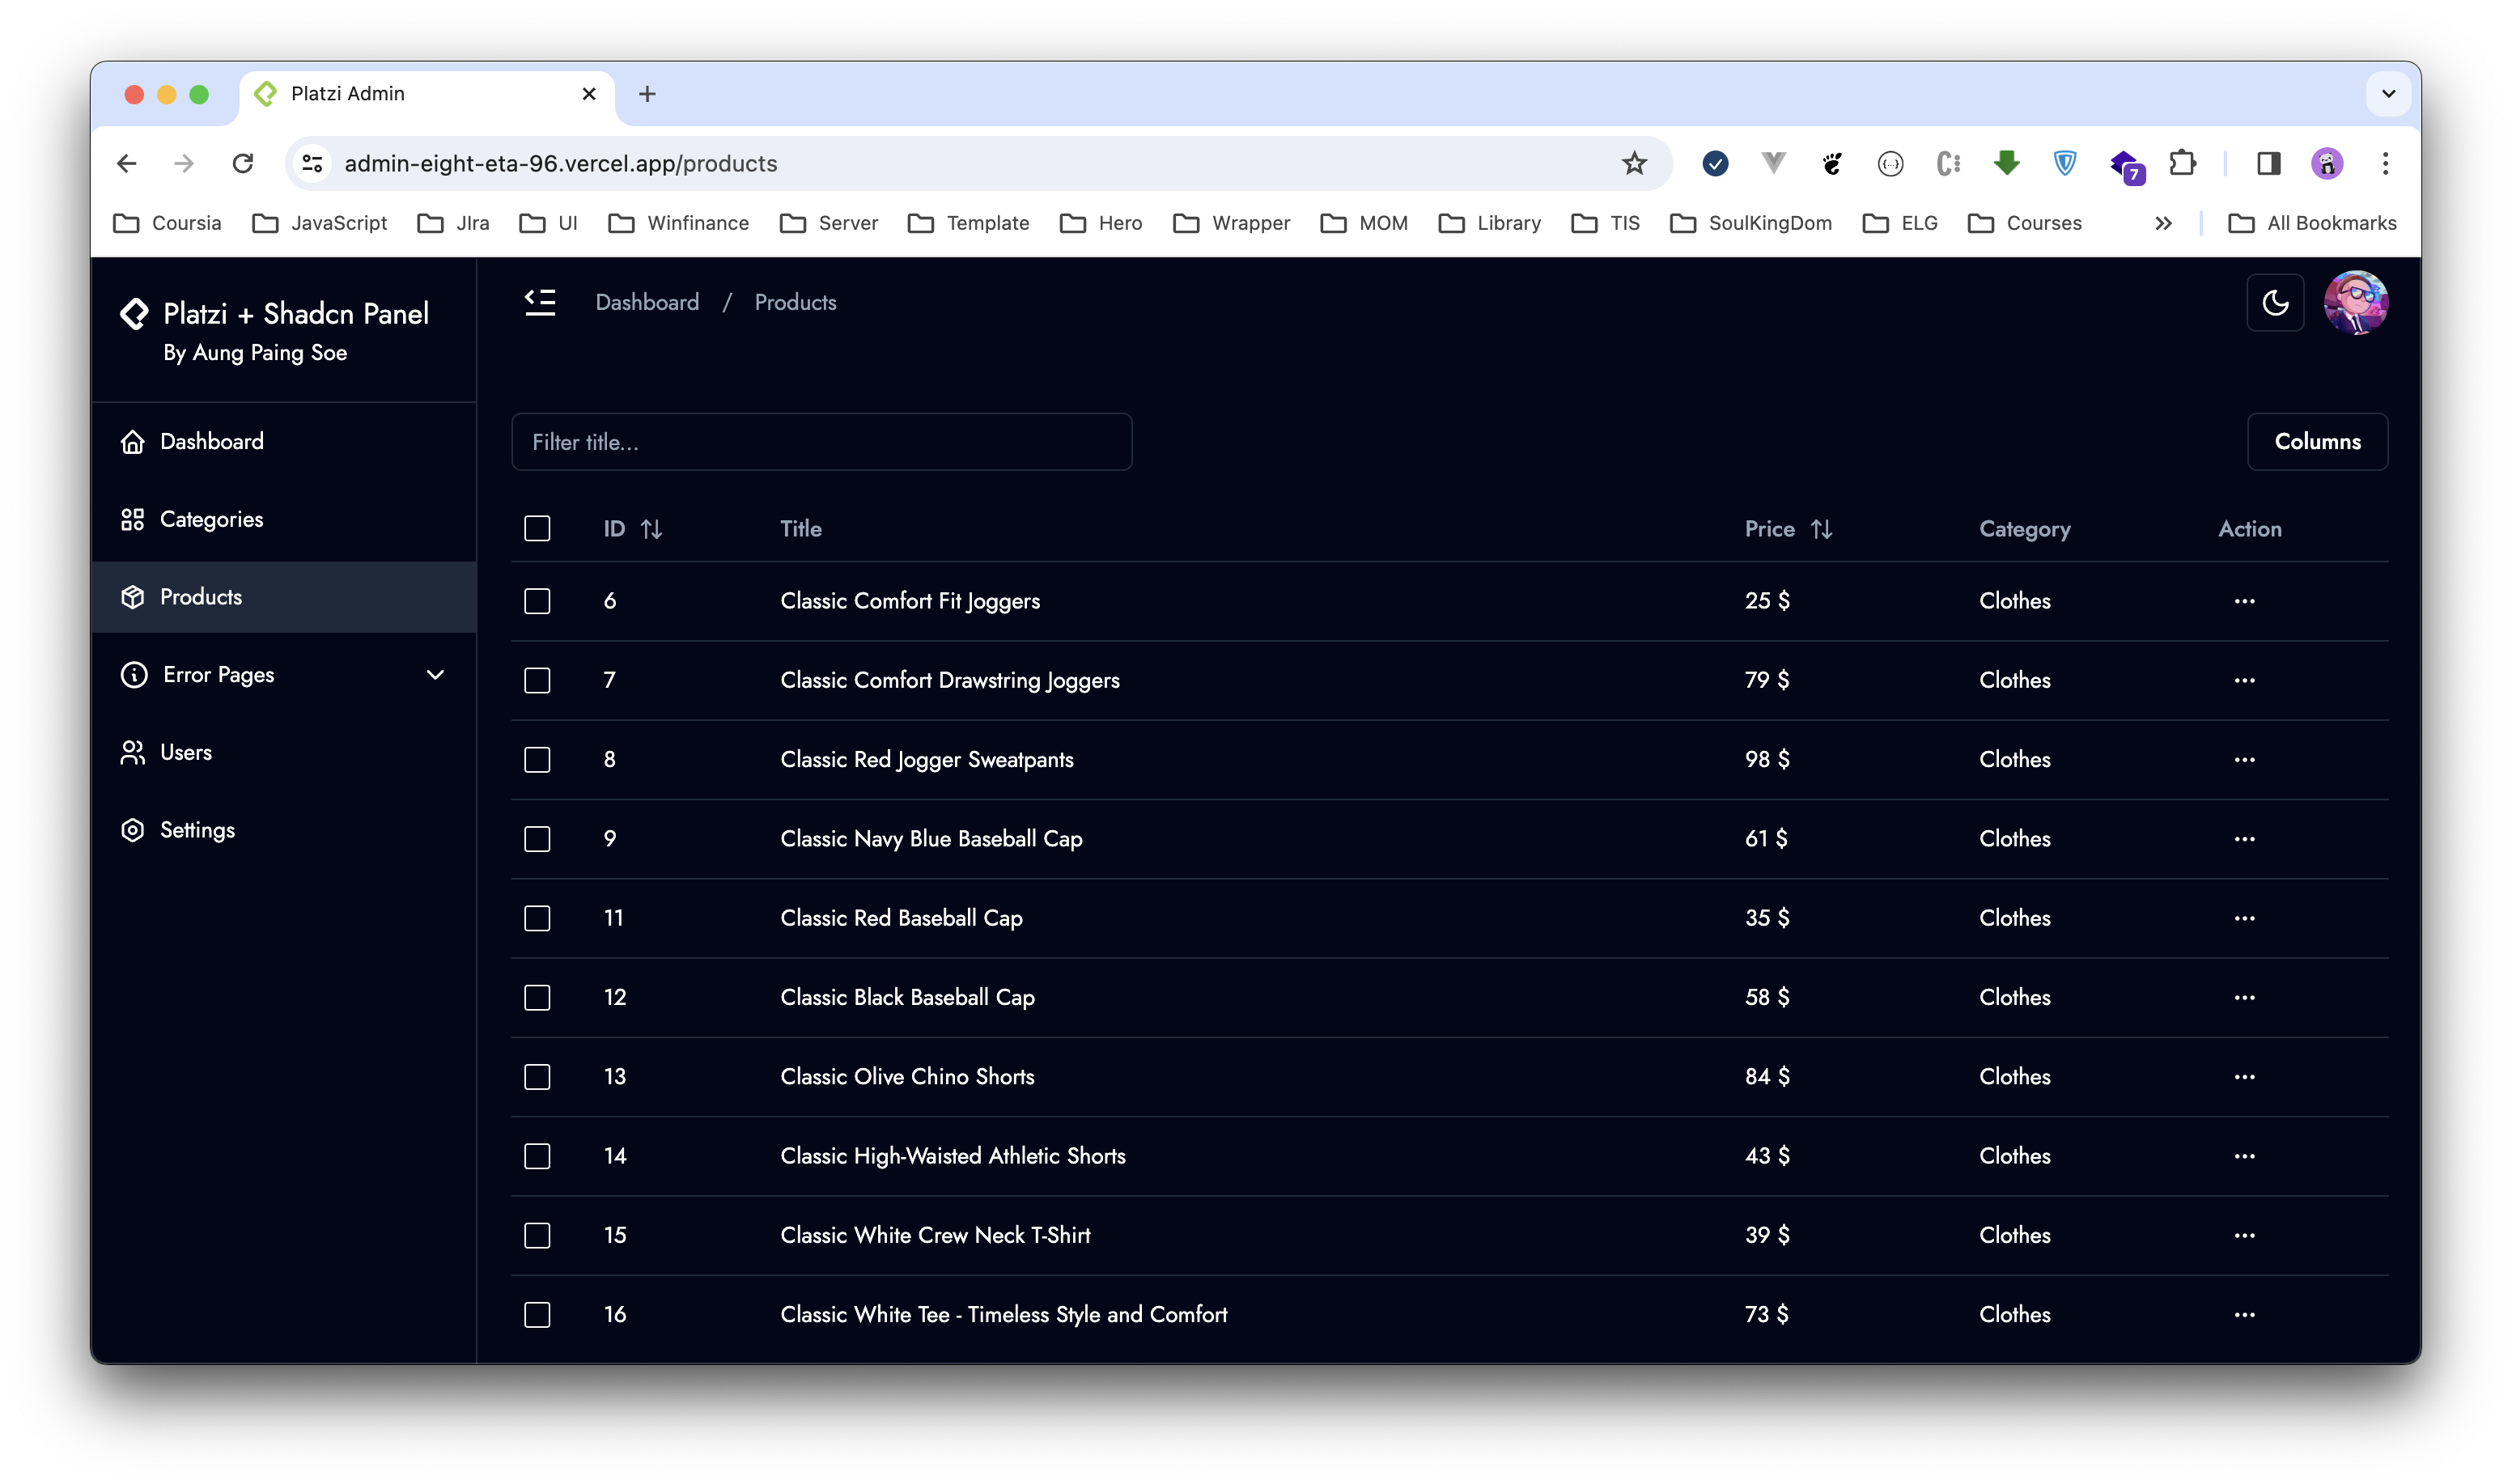 Platzi Admin
admin-eight-eta-96.vercel.app/products
7
Coursia JavaScript JIra UI Winfinance Server Template Hero Wrapper MOM Library TIS SoulKingDom ELG Courses All Bookmarks
Platzi + Shadcn Panel
By Aung Paing Soe
Dashboard
Categories
Products
Error Pages
Users
Settings
Dashboard / Products
Filter title...
Columns
ID Title Price Category Action
6 Classic Comfort Fit Joggers 25 $ Clothes
7 Classic Comfort Drawstring Joggers 79 $ Clothes
8 Classic Red Jogger Sweatpants 98 $ Clothes
9 Classic Navy Blue Baseball Cap 61 $ Clothes
11 Classic Red Baseball Cap 35 $ Clothes
12 Classic Black Baseball Cap 58 $ Clothes
13 Classic Olive Chino Shorts 84 $ Clothes
14 Classic High-Waisted Athletic Shorts 43 $ Clothes
15 Classic White Crew Neck T-Shirt 39 $ Clothes
16 Classic White Tee - Timeless Style and Comfort 73 $ Clothes